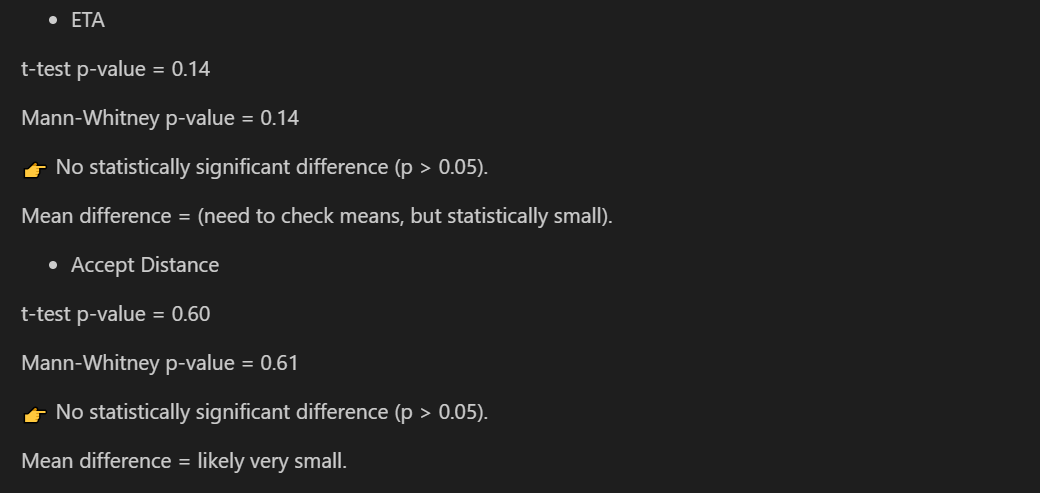 • ETA
t-test p-value = 0.14
Mann-Whitney p-value = 0.14
👉 No statistically significant difference (p > 0.05).
Mean difference = (need to check means, but statistically small).
• Accept Distance
t-test p-value = 0.60
Mann-Whitney p-value = 0.61
👉 No statistically significant difference (p > 0.05).
Mean difference = likely very small.